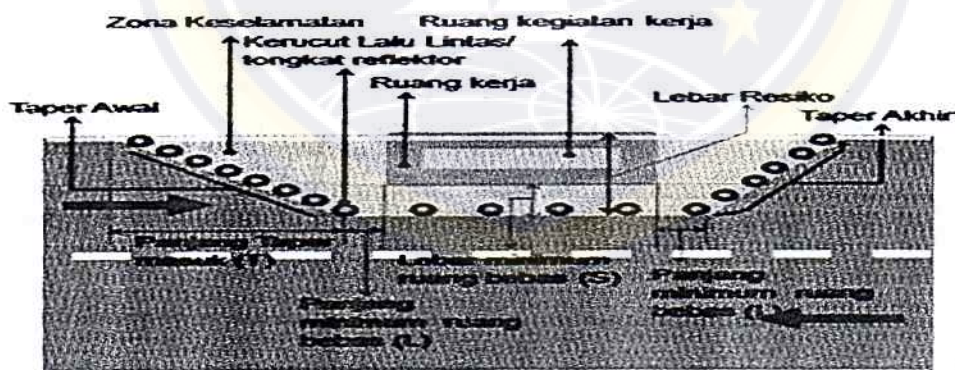 Zona Keselamatan
Ruang kegiatan kerja
Kerucut Lalu Lintas/
tongkat reflektor
Ruang kerja
Lebar Resiko
Taper Awal
Taper Akhir
Panjang Taper
masuk (T)
Lebar minimum
ruang bebas (S)
Panjang
minimum ruang
bebas (L)
Panjang
minimum ruang
bebas (L)